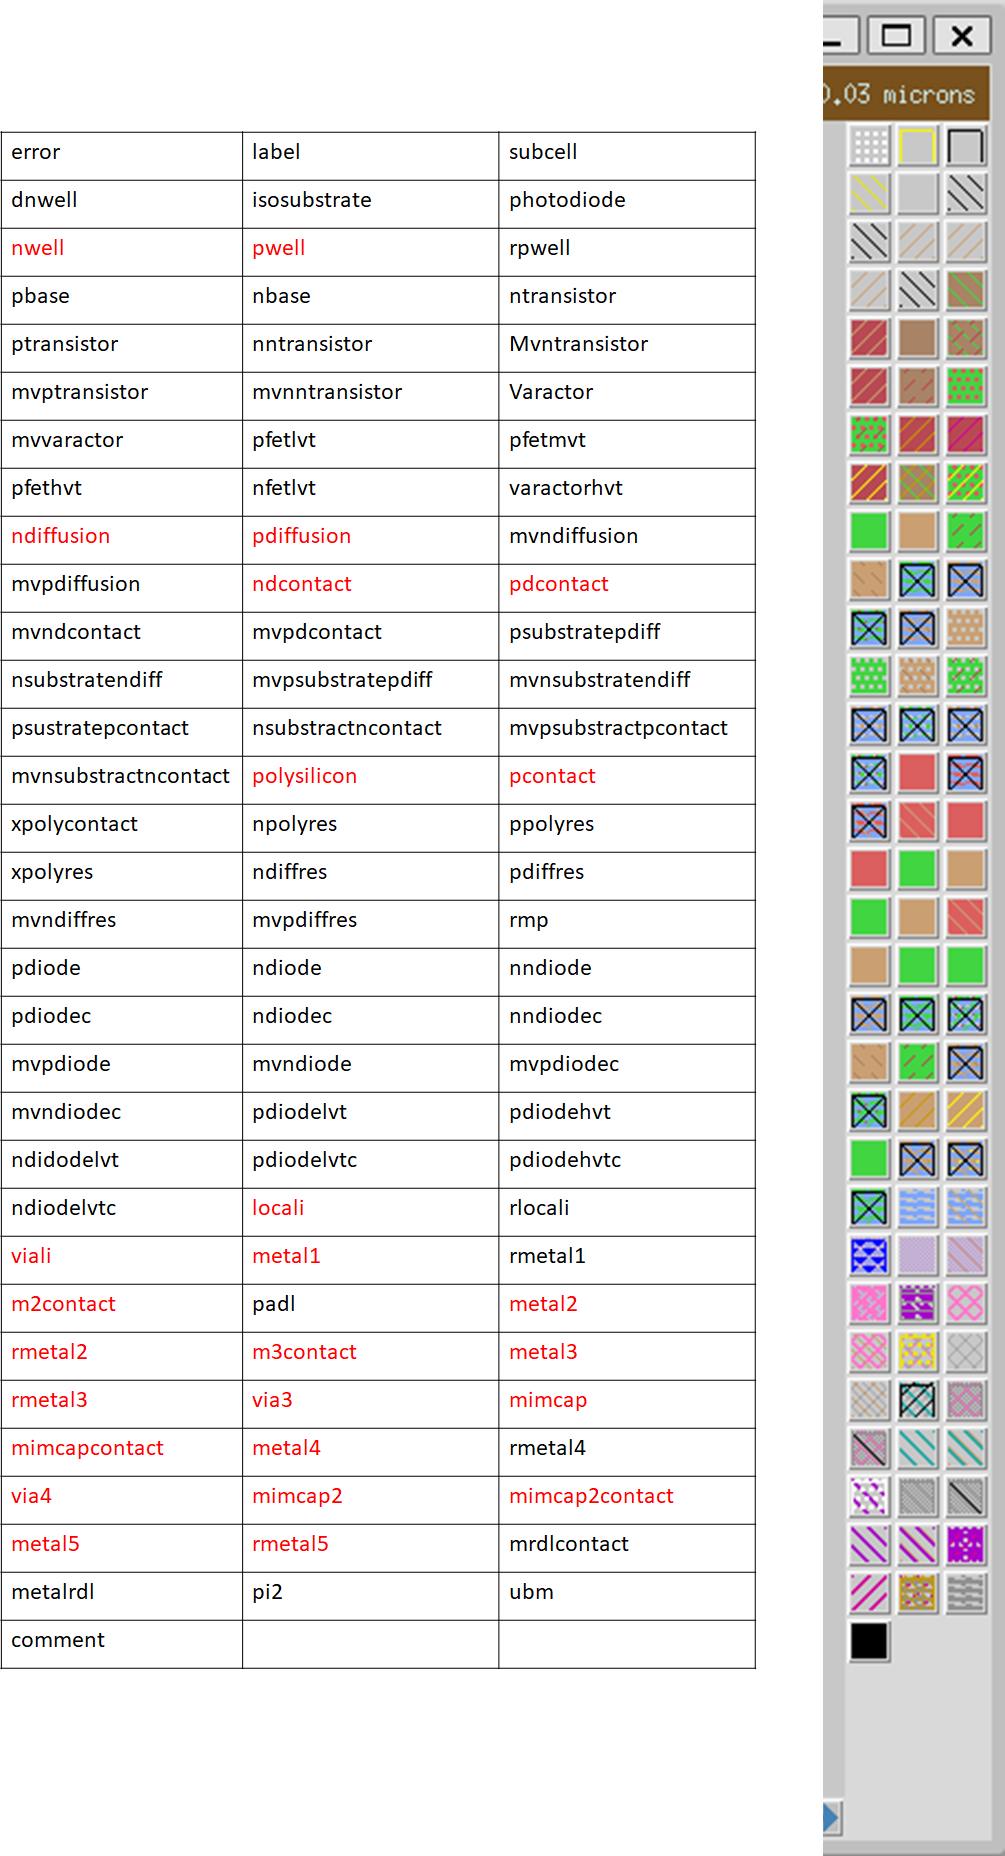 0.03 microns
error label subcell
dnwell isosubstrate photodiode
nwell pwell rpwell
pbase nbase ntransistor
ptransistor nntransistor Mvntransistor
mvptransistor mvnntransistor Varactor
mvvaractor pfetlvt pfetmvt
pfethvt nfetlvt varactorhvt
ndiffusion pdiffusion mvndiffusion
mvpdiffusion ndcontact pdcontact
mvndcontact mvpdcontact psubstratepdiff
nsubstratendiff mvpsubstratepdiff mvnsubstratendiff
psustratepcontact nsubstractncontact mvpsubstractpcontact
mvnsubstractncontact polysilicon pcontact
xpolycontact npolyres ppolyres
xpolyres ndiffres pdiffres
mvndiffres mvpdiffres rmp
pdiode ndiode nndiode
pdiodec ndiodec nndiodec
mvpdiode mvndiode mvpdiodec
mvndiodec pdiodelvt pdiodehvt
ndidodelvt pdiodelvtc pdiodehvtc
ndiodelvtc locali rlocali
viali metal1 rmetal1
m2contact padl metal2
rmetal2 m3contact metal3
rmetal3 via3 mimcap
mimcapcontact metal4 rmetal4
via4 mimcap2 mimcap2contact
metal5 rmetal5 mrdlcontact
metalrdl pi2 ubm
comment